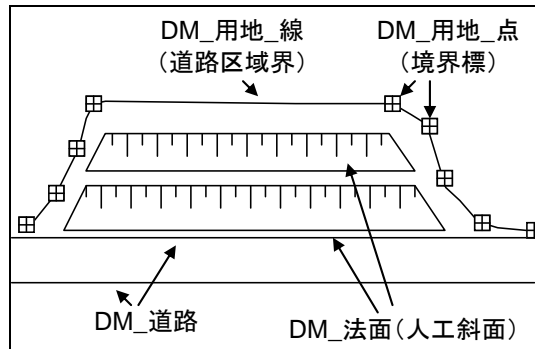 DM_用地_線
(道路区域界)
DM_用地_点
(境界標)
DM_道路
DM_法面(人工斜面)